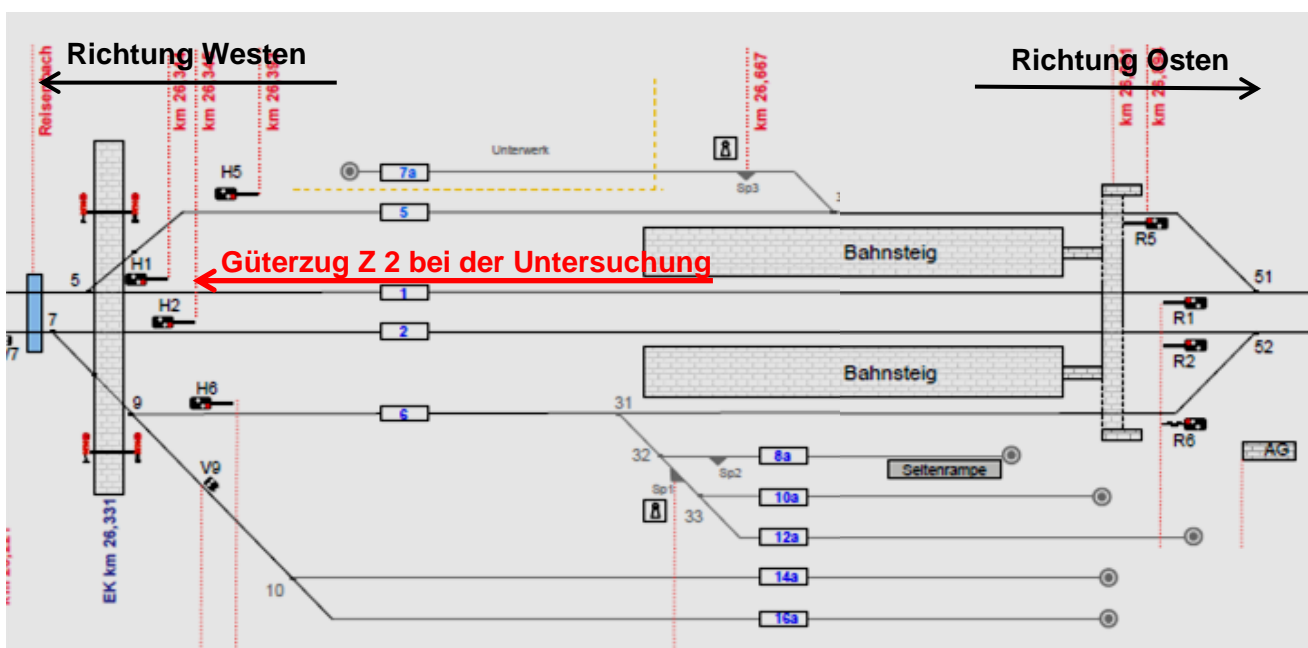 Richtung Westen
Richtung Osten
Reisenbach
km 26,667
Unterwerk
H5
7a
Sp3
5
R5
Bahnsteig
H1
Güterzug Z 2 bei der Untersuchung
5
1
51
H2
R1
7
2
R2
52
Bahnsteig
H6
9
6
31
R6
32
8a
AG
Sp2
Seitenrampe
V9
Sp1
10a
33
12a
EK km 26,331
10
14a
16a